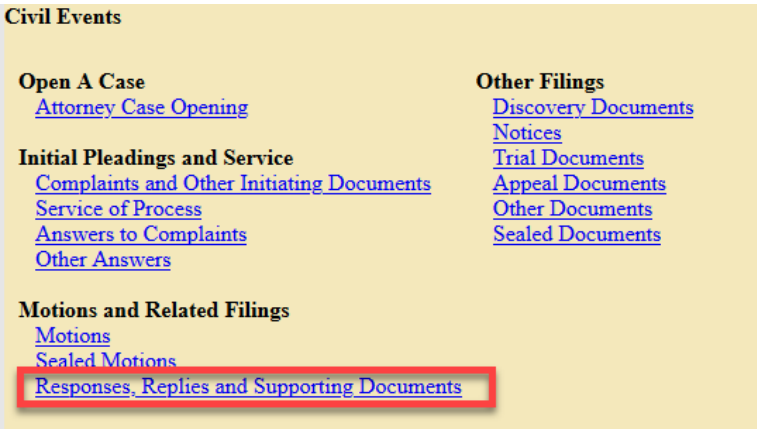 Civil Events
Open A Case
Attorney Case Opening
Initial Pleadings and Service
Complaints and Other Initiating Documents
Service of Process
Answers to Complaints
Other Answers
Motions and Related Filings
Motions
Sealed Motions
Responses, Replies and Supporting Documents
Other Filings
Discovery Documents
Notices
Trial Documents
Appeal Documents
Other Documents
Sealed Documents